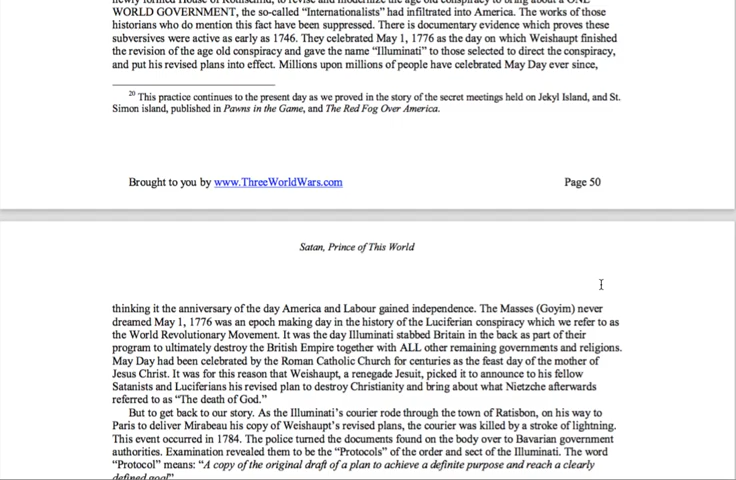 WORLD GOVERNMENT, the so-called “Internationalists” had infiltrated into America. The works of those
historians who do mention this fact have been suppressed. There is documentary evidence which proves these
subversives were active as early as 1746. They celebrated May 1, 1776 as the day on which Weishaupt finished
the revision of the age old conspiracy and gave the name “Illuminati” to those selected to direct the conspiracy,
and put his revised plans into effect. Millions upon millions of people have celebrated May Day ever since,
20 This practice continues to the present day as we proved in the story of the secret meetings held on Jekyl Island, and St.
Simon island, published in Pawns in the Game, and The Red Fog Over America.
Brought to you by www.ThreeWorldWars.com Page 50
Satan, Prince of This World
thinking it the anniversary of the day America and Labour gained independence. The Masses (Goyim) never
dreamed May 1, 1776 was an epoch making day in the history of the Luciferian conspiracy which we refer to as
the World Revolutionary Movement. It was the day Illuminati stabbed Britain in the back as part of their
program to ultimately destroy the British Empire together with ALL other remaining governments and religions.
May Day had been celebrated by the Roman Catholic Church for centuries as the feast day of the mother of
Jesus Christ. It was for this reason that Weishaupt, a renegade Jesuit, picked it to announce to his fellow
Satanists and Luciferians his revised plan to destroy Christianity and bring about what Nietzche afterwards
referred to as “The death of God.”
But to get back to our story. As the Illuminati’s courier rode through the town of Ratisbon, on his way to
Paris to deliver Mirabeau his copy of Weishaupt’s revised plans, the courier was killed by a stroke of lightning.
This event occurred in 1784. The police turned the documents found on the body over to Bavarian government
authorities. Examination revealed them to be the “Protocols” of the order and sect of the Illuminati. The word
“Protocol” means: “A copy of the original draft of a plan to achieve a definite purpose and reach a clearly
defined goal”